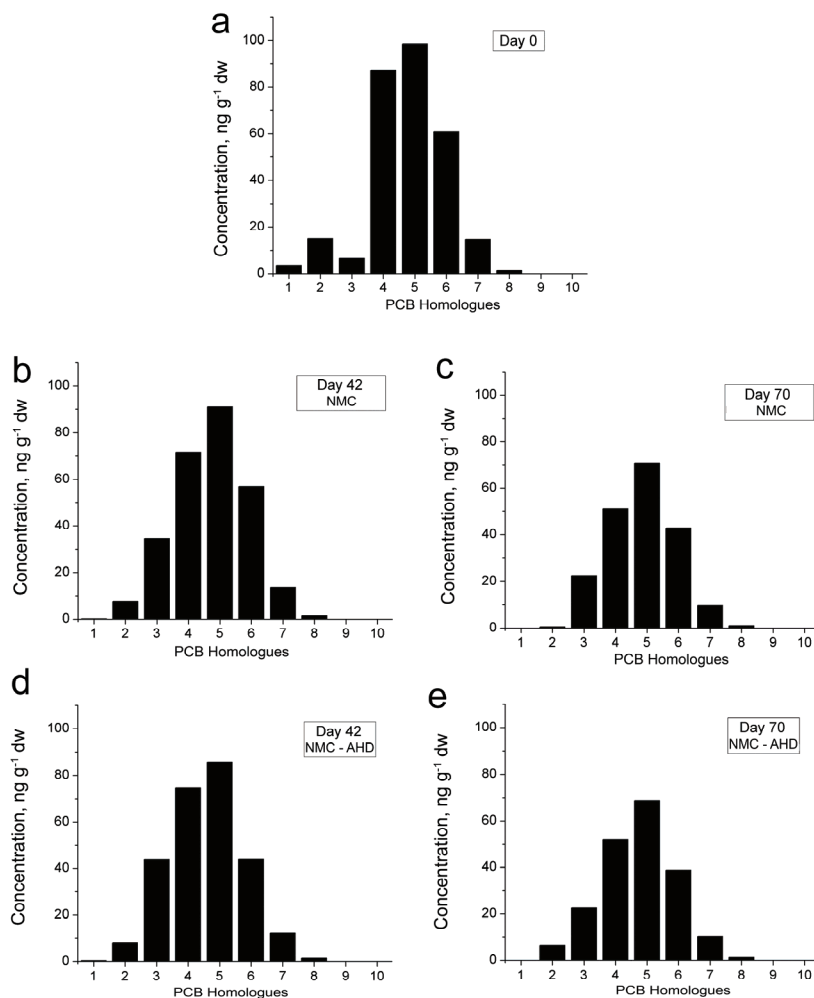 a
Day 0
Concentration, ng g⁻¹ dw
100
80
60
40
20
0
1 2 3 4 5 6 7 8 9 10
PCB Homologues
b
Day 42
NMC
Concentration, ng g⁻¹ dw
100
80
60
40
20
0
1 2 3 4 5 6 7 8 9 10
PCB Homologues
c
Day 70
NMC
Concentration, ng g⁻¹ dw
100
80
60
40
20
0
1 2 3 4 5 6 7 8 9 10
PCB Homologues
d
Day 42
NMC - AHD
Concentration, ng g⁻¹ dw
100
80
60
40
20
0
1 2 3 4 5 6 7 8 9 10
PCB Homologues
e
Day 70
NMC - AHD
Concentration, ng g⁻¹ dw
100
80
60
40
20
0
1 2 3 4 5 6 7 8 9 10
PCB Homologues